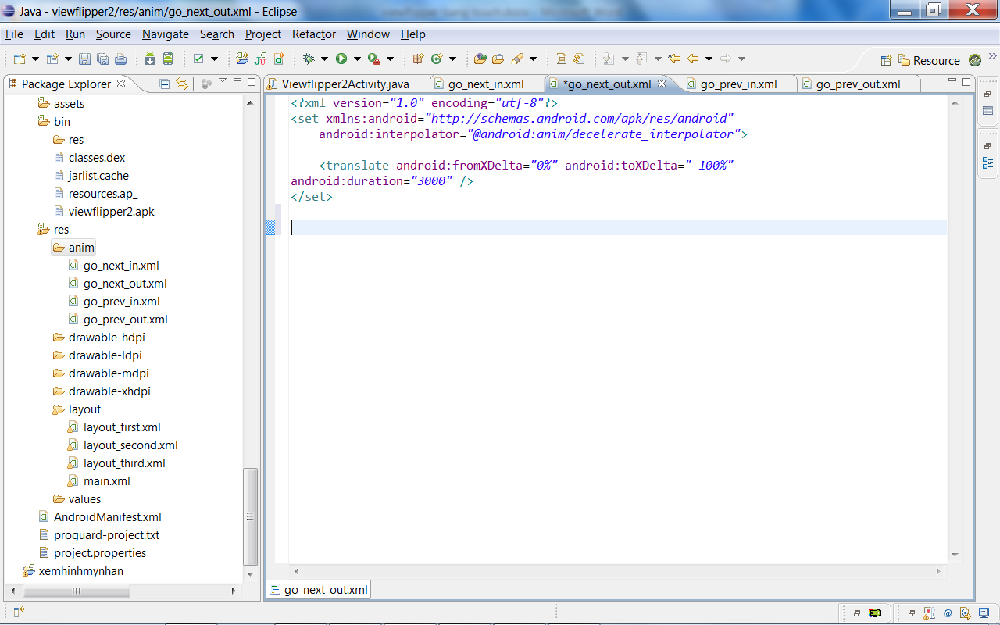 Java - viewflipper2/res/anim/go_next_out.xml - Eclipse
File Edit Run Source Navigate Search Project Refactor Window Help
Resource
Package Explorer
Viewflipper2Activity.java go_next_in.xml *go_next_out.xml go_prev_in.xml go_prev_out.xml
assets
bin
res
classes.dex
jarlist.cache
resources.ap_
viewflipper2.apk
res
anim
go_next_in.xml
go_next_out.xml
go_prev_in.xml
go_prev_out.xml
drawable-hdpi
drawable-ldpi
drawable-mdpi
drawable-xhdpi
layout
layout_first.xml
layout_second.xml
layout_third.xml
main.xml
values
AndroidManifest.xml
proguard-project.txt
project.properties
xemhinhmynhan
<?xml version="1.0" encoding="utf-8"?>
<set xmlns:android="http://schemas.android.com/apk/res/android"
android:interpolator="@android:anim/decelerate_interpolator">
<translate android:fromXDelta="0%" android:toXDelta="-100%"
android:duration="3000" />
</set>
go_next_out.xml